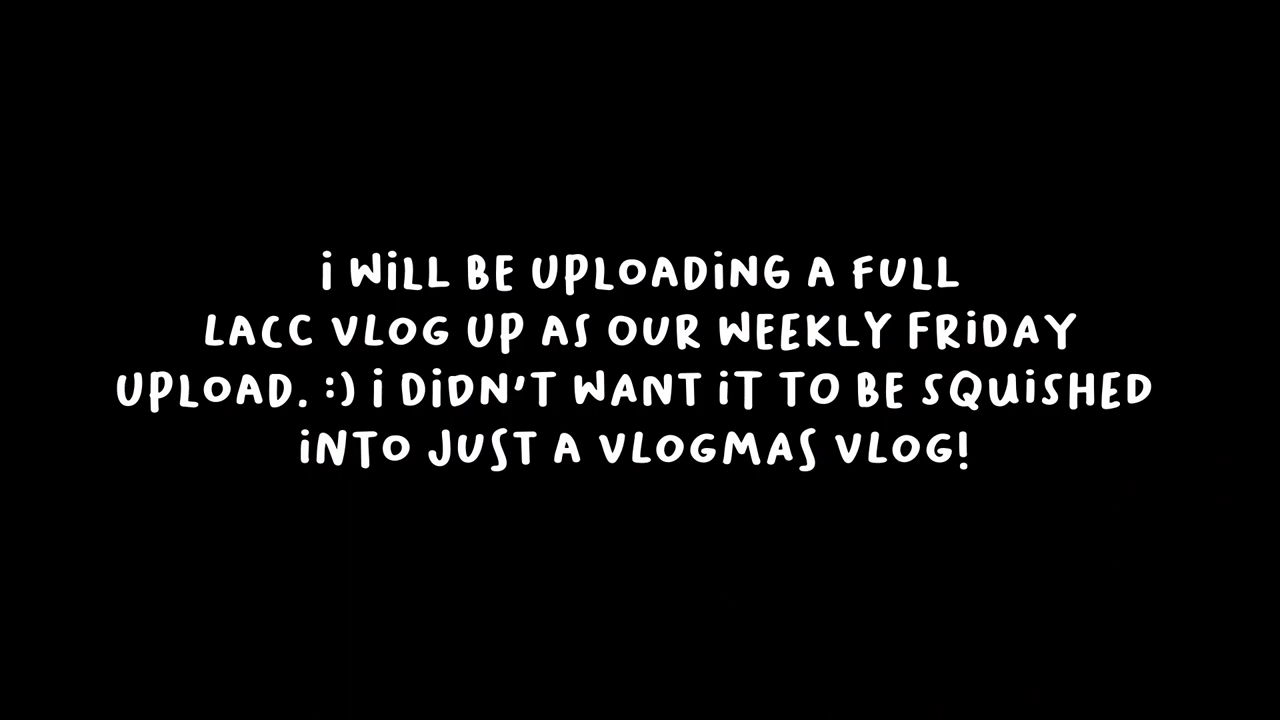 i WiLL BE UPLOADiNG A FULL
LACC VLOG UP AS OUR WEEKLY FRiDAY
UPLOAD. :) i DiDN'T WANT iT TO BE SQUiSHED
iNTO JUST A VLOGMAS VLOG!